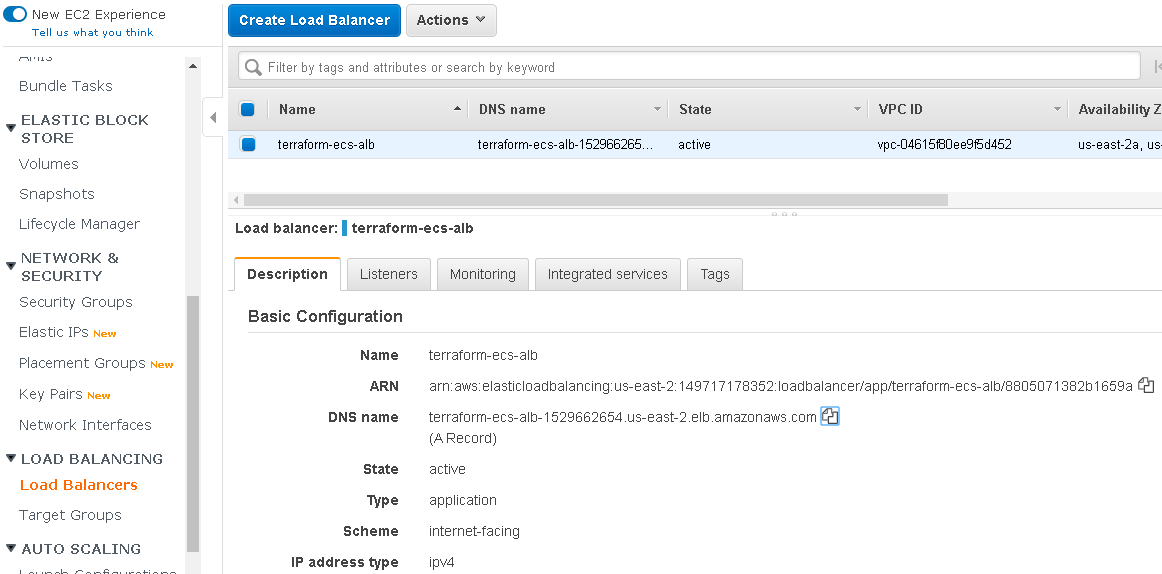 New EC2 Experience
Tell us what you think
AMIs
Bundle Tasks
ELASTIC BLOCK
STORE
Volumes
Snapshots
Lifecycle Manager
NETWORK &
SECURITY
Security Groups
Elastic IPs New
Placement Groups New
Key Pairs New
Network Interfaces
LOAD BALANCING
Load Balancers
Target Groups
AUTO SCALING
Launch Configurations
Create Load Balancer Actions
Filter by tags and attributes or search by keyword
Name DNS name State VPC ID Availability Z
terraform-ecs-alb terraform-ecs-alb-152966265... active vpc-04615f80ee9f5d452 us-east-2a, us-
Load balancer: terraform-ecs-alb
Description Listeners Monitoring Integrated services Tags
Basic Configuration
Name terraform-ecs-alb
ARN arn:aws:elasticloadbalancing:us-east-2:149717178352:loadbalancer/app/terraform-ecs-alb/8805071382b1659a
DNS name terraform-ecs-alb-1529662654.us-east-2.elb.amazonaws.com
(A Record)
State active
Type application
Scheme internet-facing
IP address type ipv4